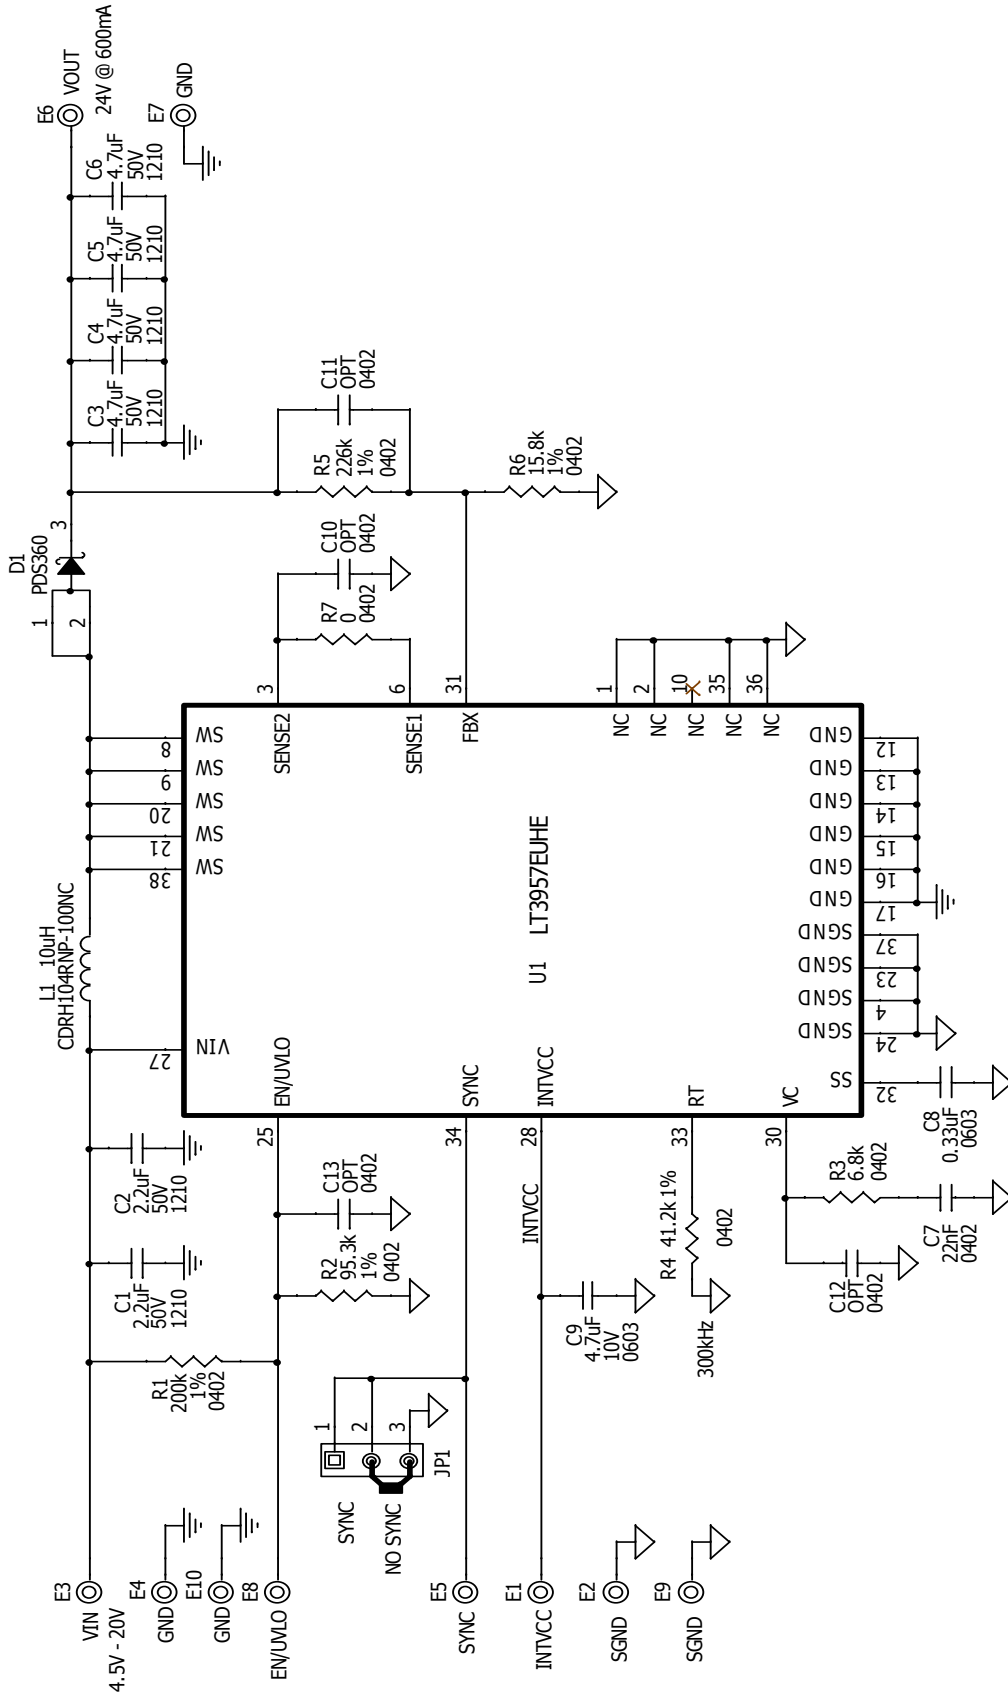 E3
VIN
4.5V - 20V
E4
GND
E10
GND
E8
EN/UVLO
E5
SYNC
E1
INTVCC
E2
SGND
E9
SGND
R1
200k
1%
0402
C1
2.2uF
50V
1210
C2
2.2uF
50V
1210
L1 10uH
CDRH104RNP-100NC
D1
PDS360
1
2
3
C3
4.7uF
50V
1210
C4
4.7uF
50V
1210
C5
4.7uF
50V
1210
C6
4.7uF
50V
1210
E6
VOUT
24V @ 600mA
E7
GND
SYNC
NO SYNC
1
2
3
JP1
R2
95.3k
1%
0402
C13
OPT
0402
INTVCC
C9
4.7uF
10V
0603
R4 41.2k 1%
0402
300kHz
C12
OPT
0402
R3
6.8k
0402
C7
22nF
0402
C8
0.33uF
0603
27
VIN
38
SW
21
SW
20
SW
9
SW
8
SW
25
EN/UVLO
34
SYNC
28
INTVCC
33
RT
30
VC
U1 LT3957EUHE
SENSE2
3
SENSE1
6
FBX
31
NC
1
NC
2
NC
10
NC
35
NC
36
SS
32
SGND
24
SGND
4
SGND
23
SGND
37
GND
17
GND
16
GND
15
GND
14
GND
13
GND
12
R7
0
0402
C10
OPT
0402
R5
226k
1%
0402
C11
OPT
0402
R6
15.8k
1%
0402